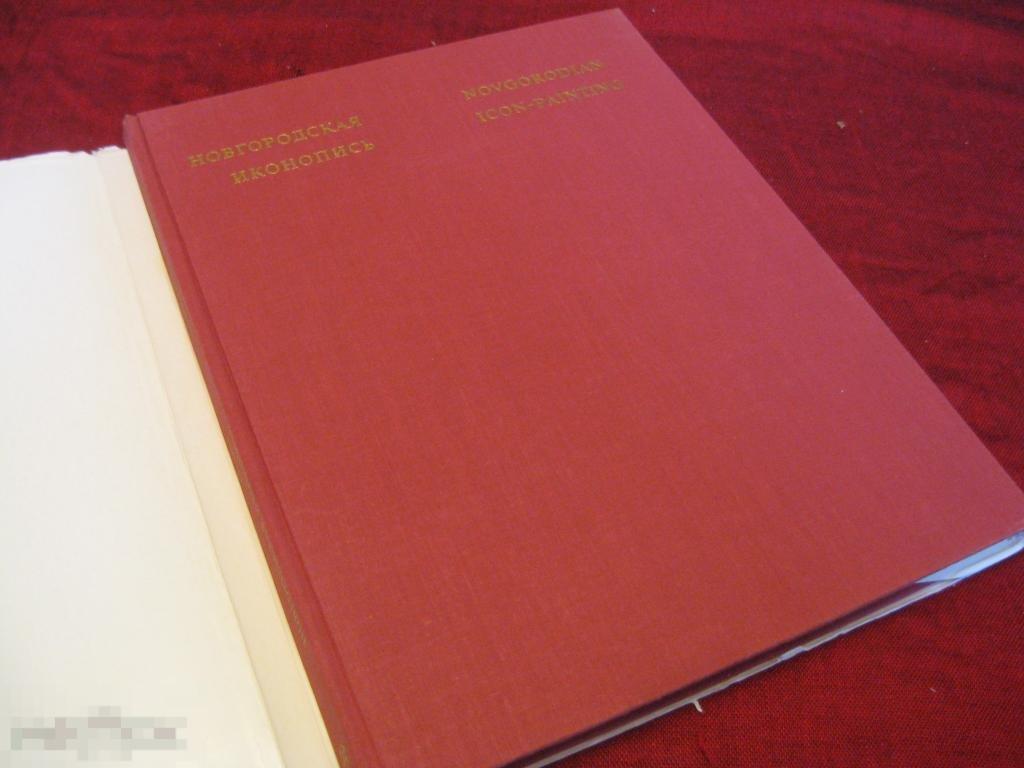 НОВГОРОДСКАЯ
ИКОНОПИСЬ
NOVGORODIAN
ICON-PAINTING